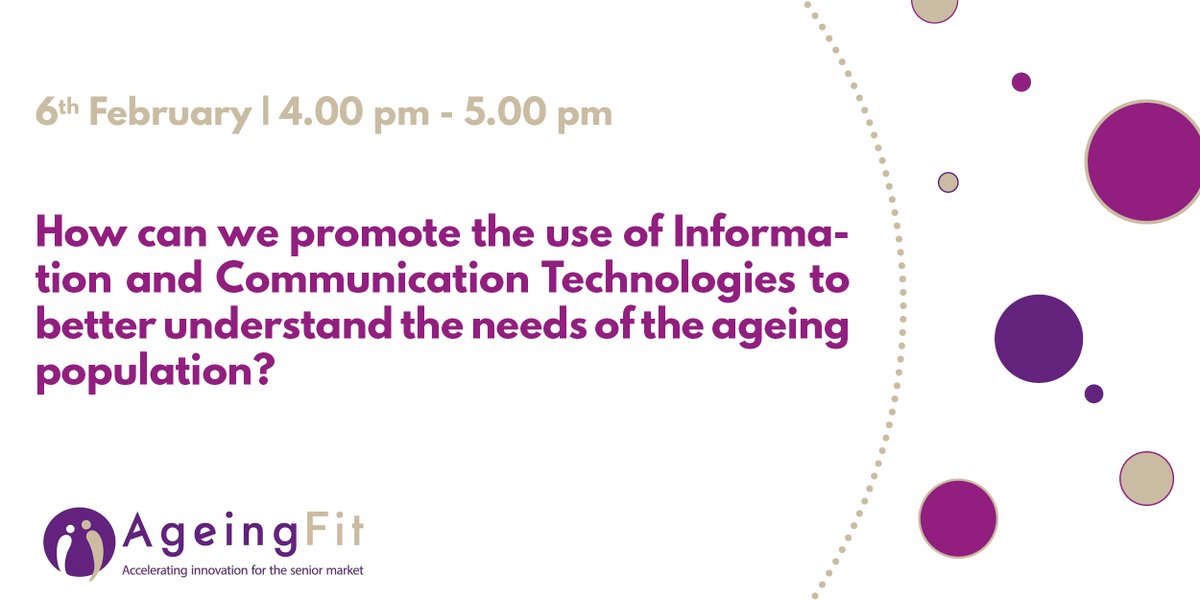 6th February | 4.00 pm - 5.00 pm
How can we promote the use of Informa-
tion and Communication Technologies to
better understand the needs of the ageing
population?
AgeingFit
Accelerating innovation for the senior market